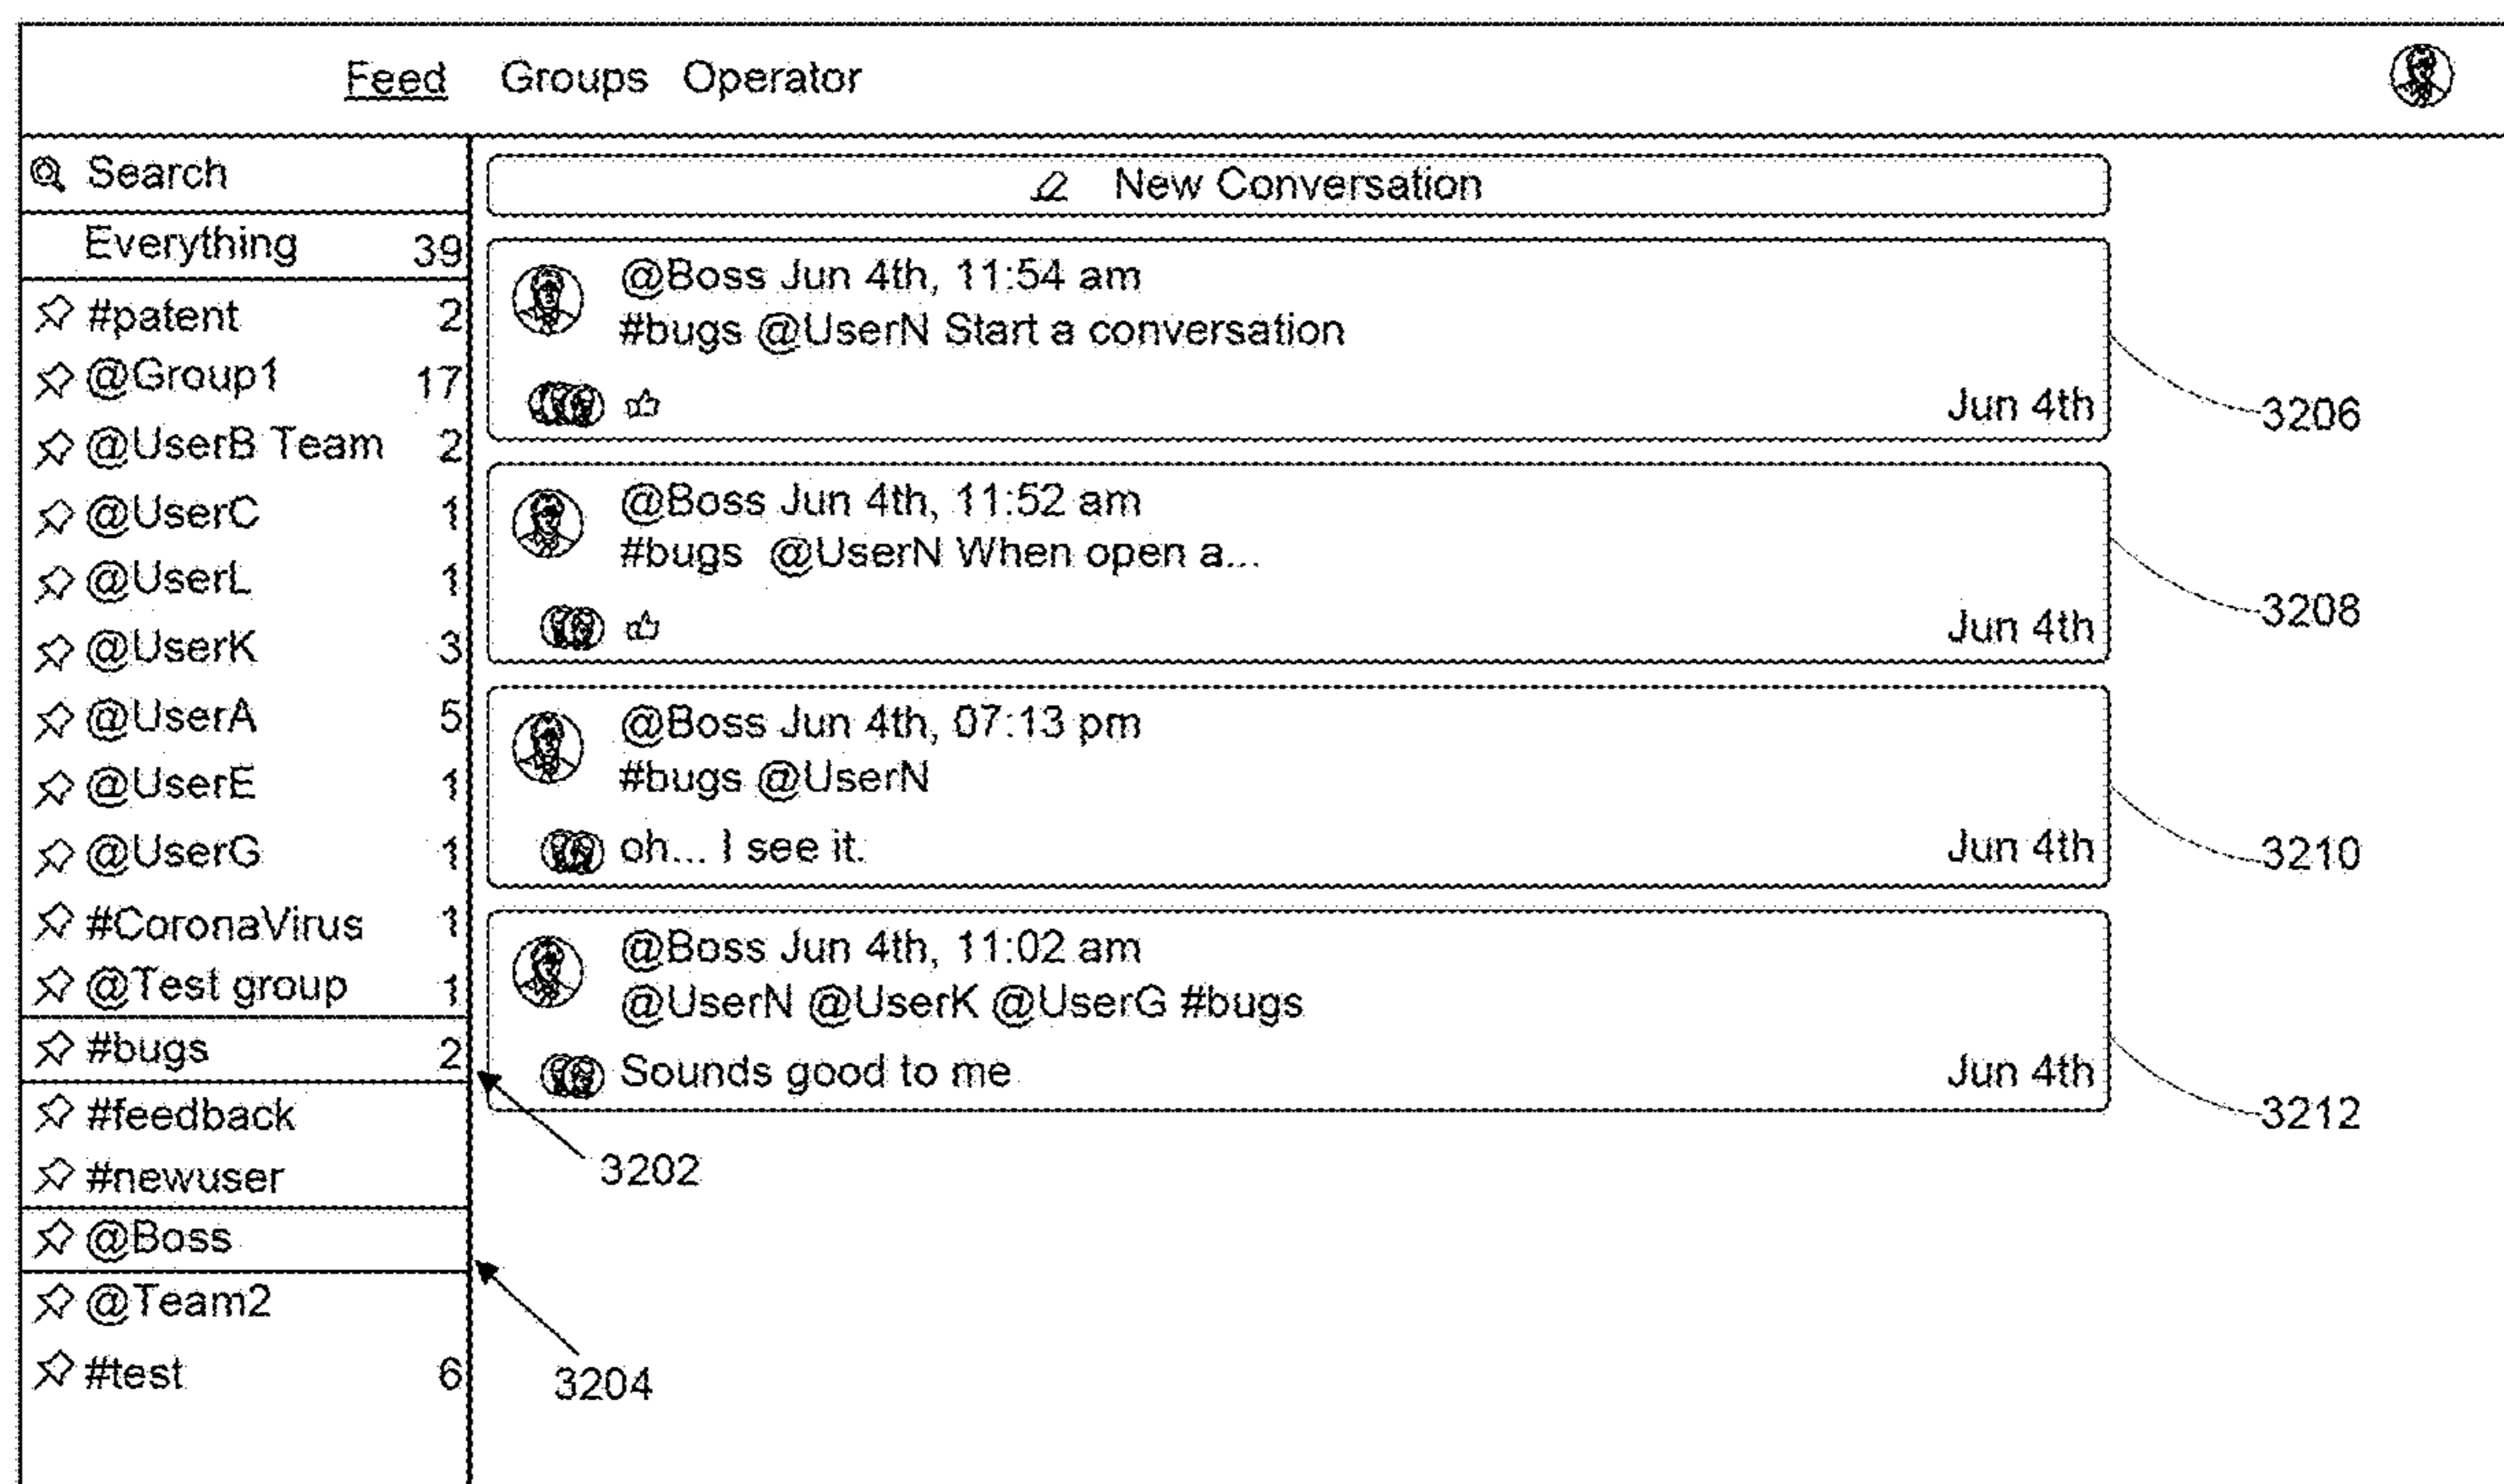 Feed Groups Operator
Search
Everything 39
#patent 2
@Group1 17
@UserB Team 2
@UserC 1
@UserL 1
@UserK 3
@UserA 5
@UserE 1
@UserG 1
#CoronaVirus 1
@Test group 1
#bugs 2
#feedback
#newuser
@Boss
@Team2
#test 6
New Conversation
@Boss Jun 4th, 11:54 am
#bugs @UserN Start a conversation
Jun 4th
3206
@Boss Jun 4th, 11:52 am
#bugs @UserN When open a...
Jun 4th
3208
@Boss Jun 4th, 07:13 pm
#bugs @UserN
oh... I see it.
Jun 4th
3210
@Boss Jun 4th, 11:02 am
@UserN @UserK @UserG #bugs
Sounds good to me
Jun 4th
3212
3202
3204